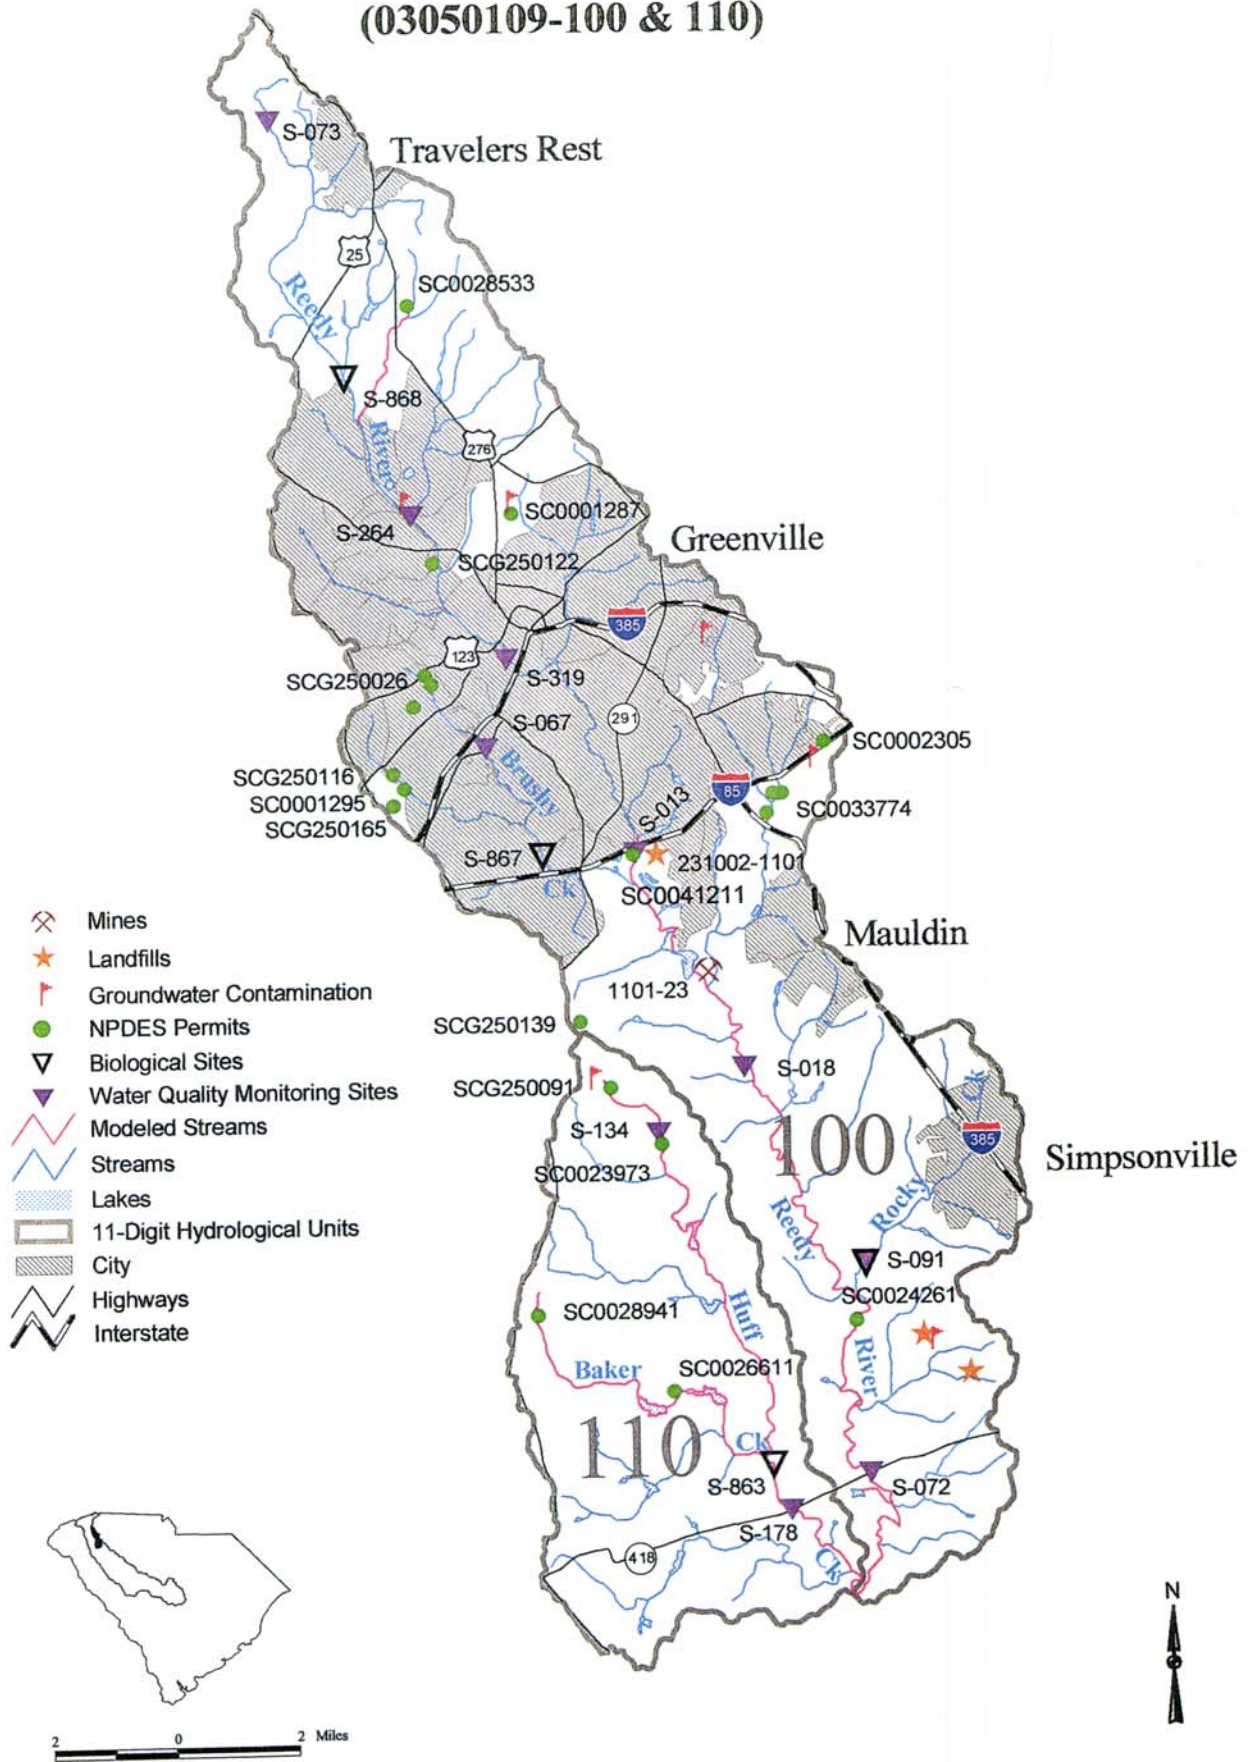 (03050109-100 & 110)
S-073
Travelers Rest
25
Reedy
SC0028533
S-868
River
276
SC0001287
S-264
Greenville
SCG250122
385
123
SCG250026
S-319
291
S-067
SC0002305
Brushy
SCG250116
85
SC0001295
SC0033774
SCG250165
S-013
S-867
231002-1101
Ck
SC0041211
Mauldin
1101-23
SCG250139
S-018
SCG250091
Ck
S-134
100
385
Simpsonville
SC0023973
Rocky
Reedy
S-091
SC0024261
Huff
SC0028941
River
Baker
SC0026611
110
Ck
S-863
S-072
S-178
418
Ck
Mines
Landfills
Groundwater Contamination
NPDES Permits
Biological Sites
Water Quality Monitoring Sites
Modeled Streams
Streams
Lakes
11-Digit Hydrological Units
City
Highways
Interstate
N
2 0 2 Miles